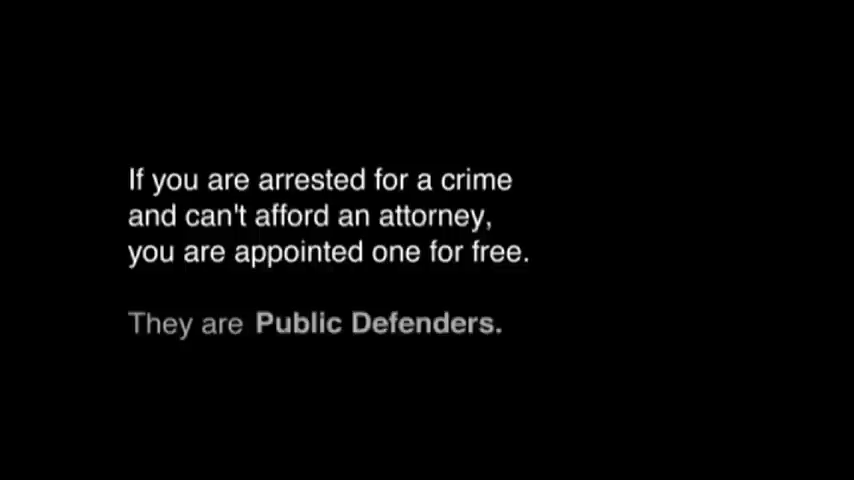 If you are arrested for a crime
and can't afford an attorney,
you are appointed one for free.
They are Public Defenders.